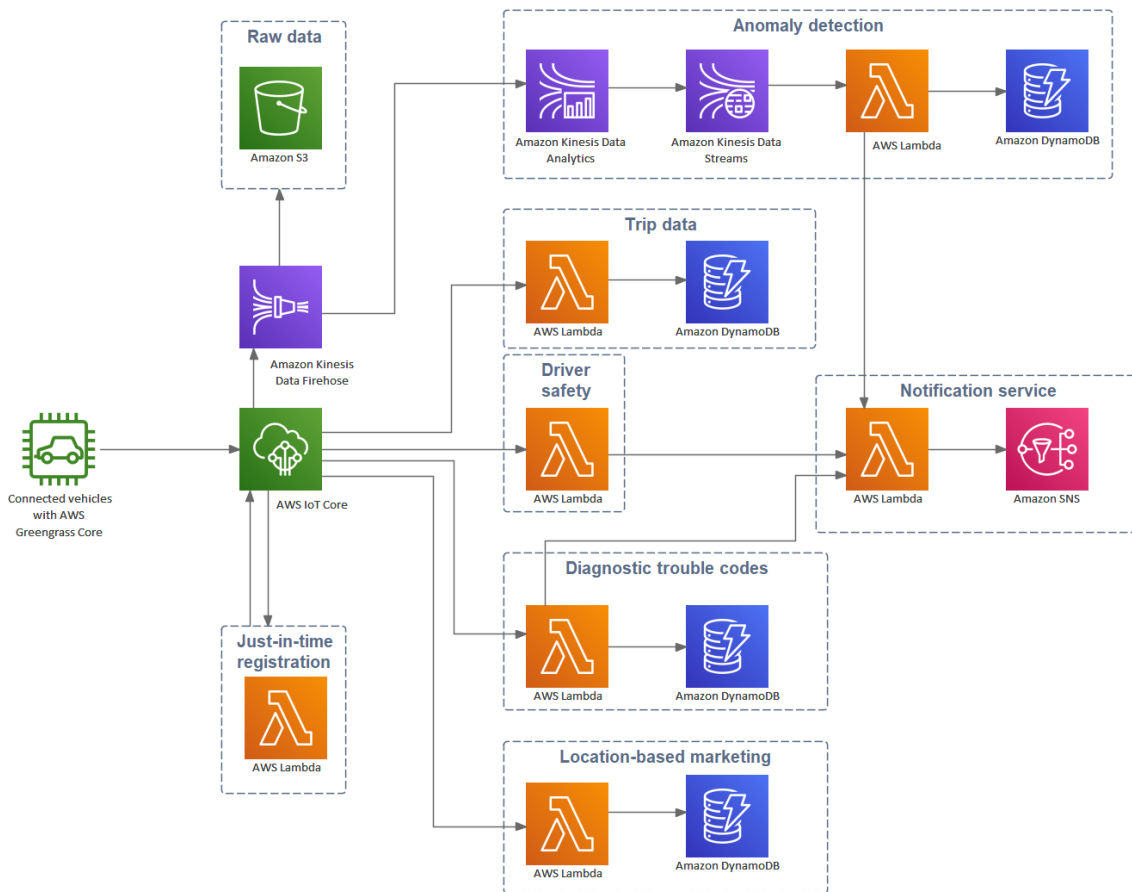 Raw data
Amazon S3
Anomaly detection
Amazon Kinesis Data
Analytics
Amazon Kinesis Data
Streams
AWS Lambda
Amazon DynamoDB
Trip data
AWS Lambda
Amazon DynamoDB
Amazon Kinesis
Data Firehose
Driver
safety
AWS Lambda
Notification service
AWS Lambda
Amazon SNS
Connected vehicles
with AWS
Greengrass Core
AWS IoT Core
Diagnostic trouble codes
AWS Lambda
Amazon DynamoDB
Just-in-time
registration
AWS Lambda
Location-based marketing
AWS Lambda
Amazon DynamoDB